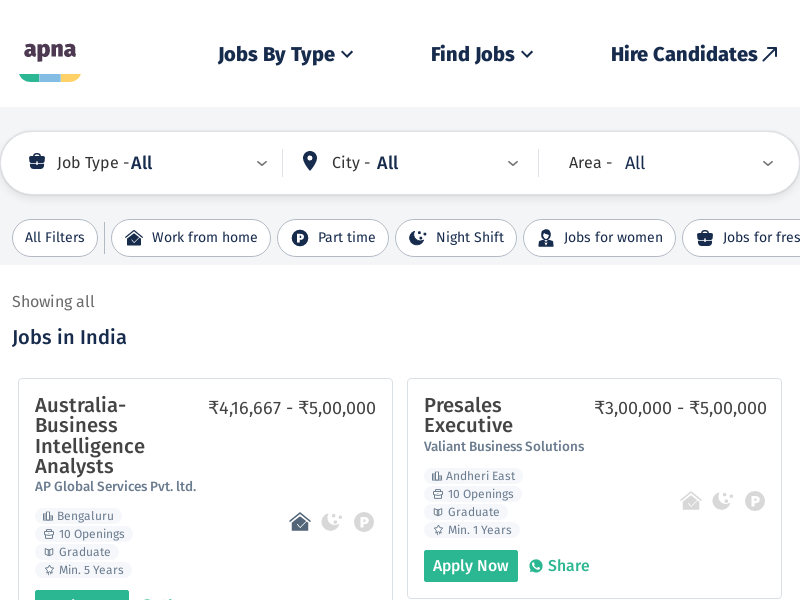 apna
Jobs By Type
Find Jobs
Hire Candidates
Job Type - All
City - All
Area - All
All Filters
Work from home
Part time
Night Shift
Jobs for women
Jobs for fres
Showing all
Jobs in India
Australia-
Business
Intelligence
Analysts
₹4,16,667 - ₹5,00,000
AP Global Services Pvt. ltd.
Bengaluru
10 Openings
Graduate
Min. 5 Years
Presales
Executive
₹3,00,000 - ₹5,00,000
Valiant Business Solutions
Andheri East
10 Openings
Graduate
Min. 1 Years
P
P
Apply Now
Share